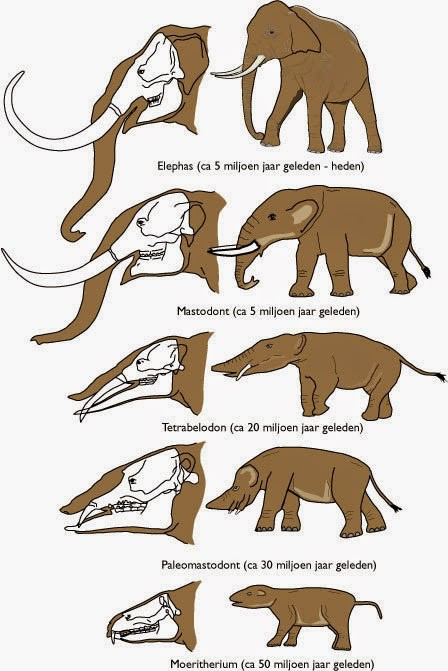 Elephas (ca 5 miljoen jaar geleden - heden)
Mastodont (ca 5 miljoen jaar geleden)
Tetrabelodon (ca 20 miljoen jaar geleden)
Paleomastodont (ca 30 miljoen jaar geleden)
Moeritherium (ca 50 miljoen jaar geleden)